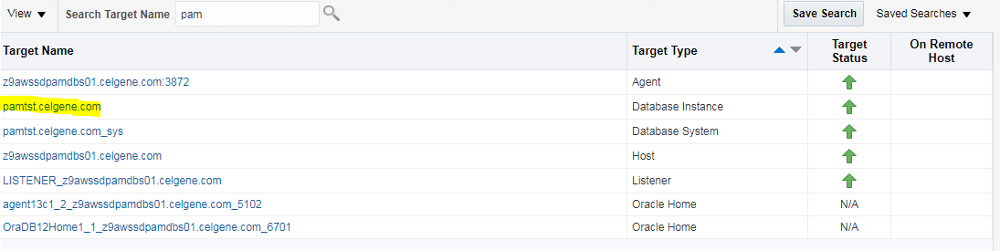 View Search Target Name pam Save Search Saved Searches
Target Name Target Type Target Status On Remote Host
z9awssdpamdbs01.celgene.com:3872 Agent
pamtst.celgene.com Database Instance
pamtst.celgene.com_sys Database System
z9awssdpamdbs01.celgene.com Host
LISTENER_z9awssdpamdbs01.celgene.com Listener
agent13c1_2_z9awssdpamdbs01.celgene.com_5102 Oracle Home N/A
OraDB12Home1_1_z9awssdpamdbs01.celgene.com_6701 Oracle Home N/A